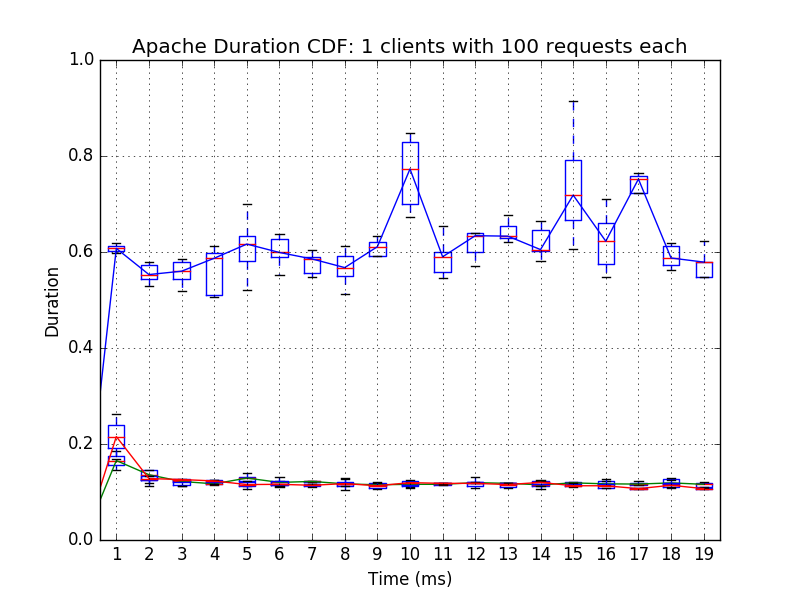 Apache Duration CDF: 1 clients with 100 requests each
1.0
0.8
0.6
0.4
0.2
0.0
Duration
1 2 3 4 5 6 7 8 9 10 11 12 13 14 15 16 17 18 19
Time (ms)